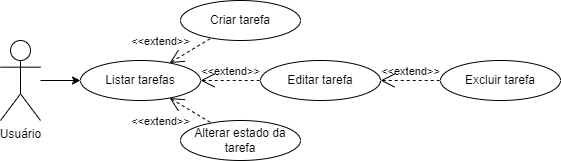 Criar tarefa
<<extend>>
Listar tarefas
<<extend>>
Editar tarefa
<<extend>>
Excluir tarefa
<<extend>>
Usuário
Alterar estado da
tarefa